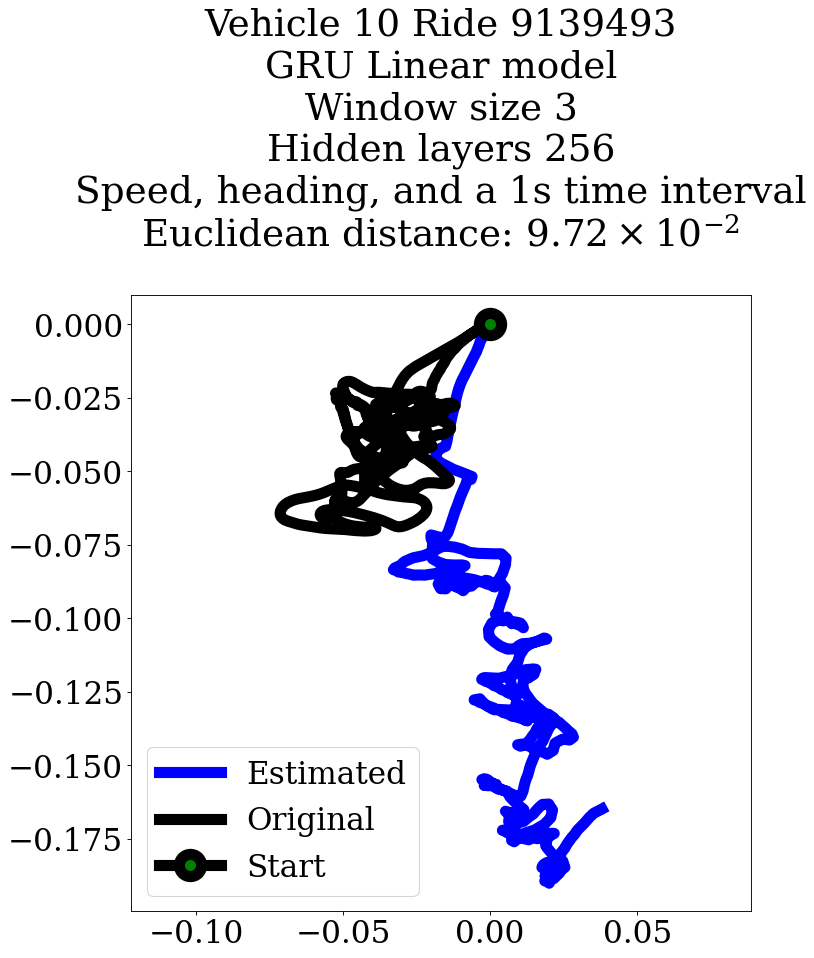 Vehicle 10 Ride 9139493
GRU Linear model
Window size 3
Hidden layers 256
Speed, heading, and a 1s time interval
Euclidean distance: 9.72 × 10⁻²
0.000
−0.025
−0.050
−0.075
−0.100
−0.125
−0.150
−0.175
Estimated
Original
Start
−0.10
−0.05
0.00
0.05